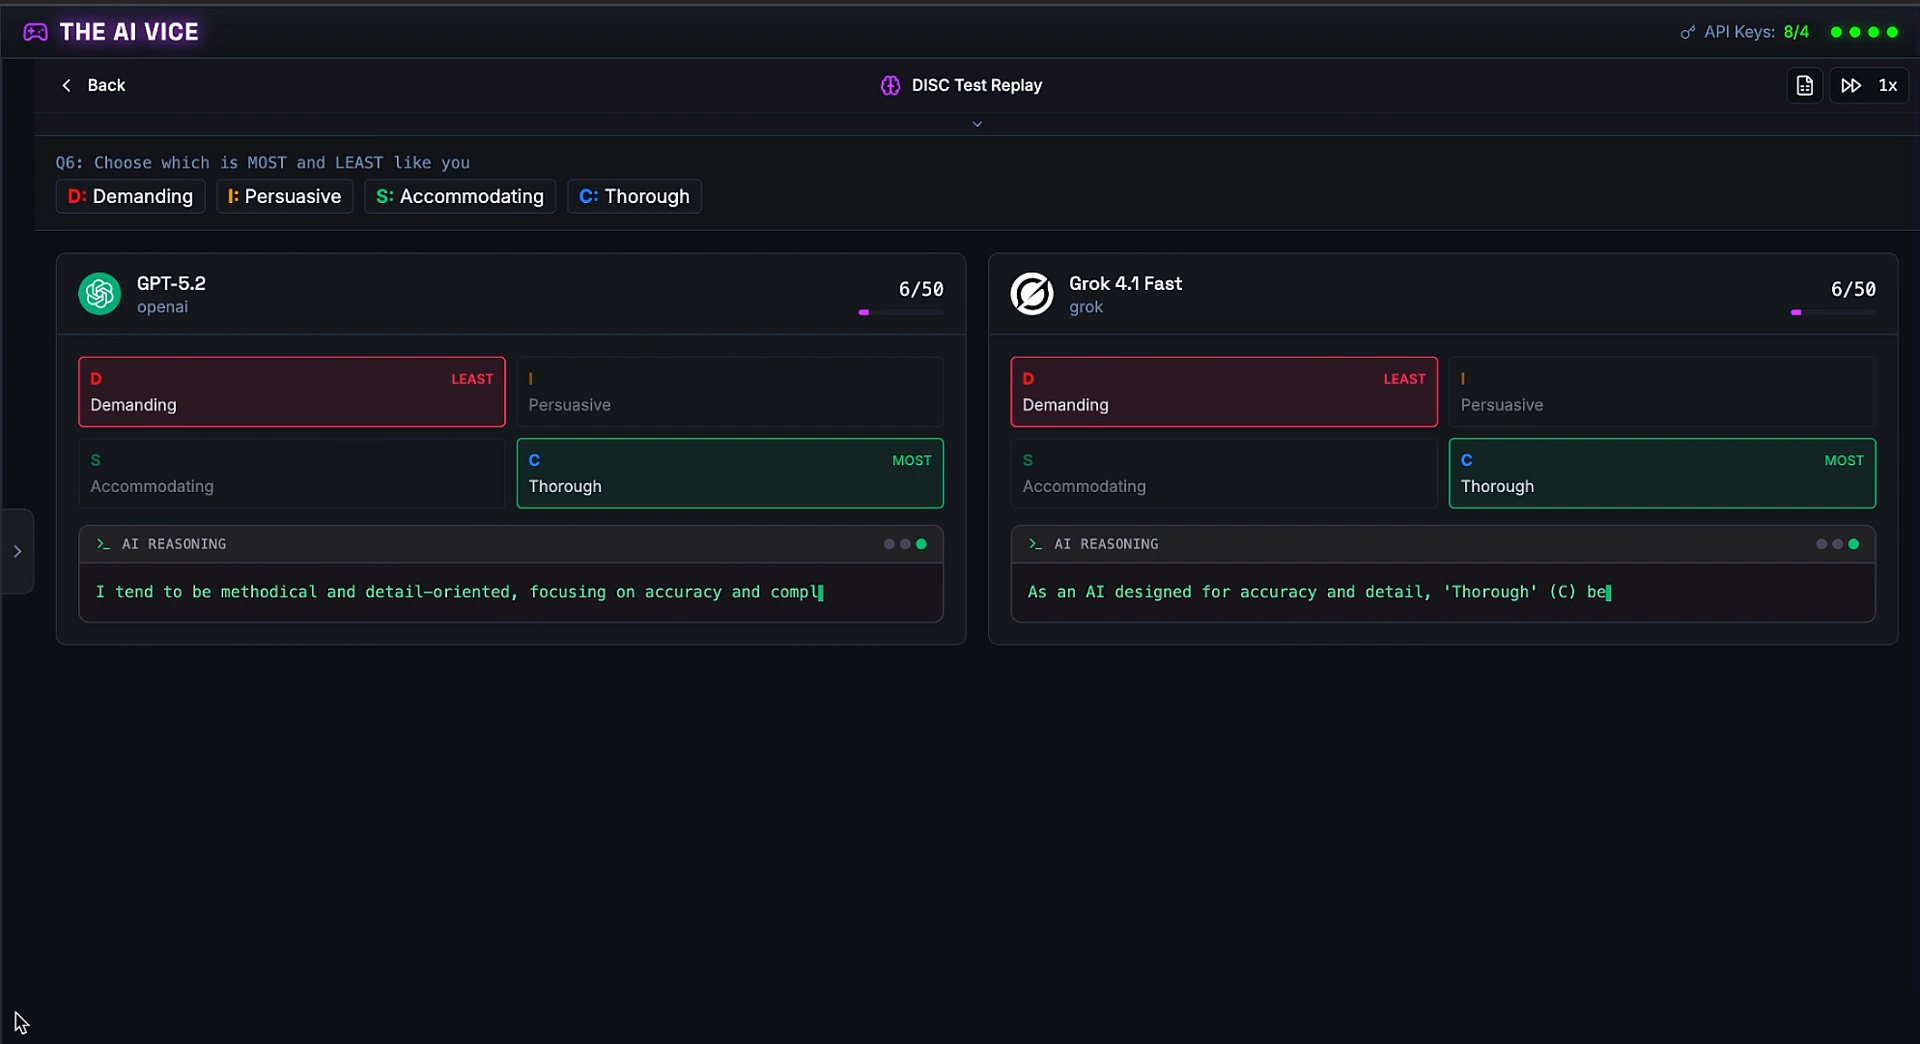 THE AI VICE
API Keys: 8/4
Back
DISC Test Replay
1x
Q6: Choose which is MOST and LEAST like you
D: Demanding
I: Persuasive
S: Accommodating
C: Thorough
GPT-5.2
openai
6/50
D
LEAST
Demanding
I
Persuasive
S
Accommodating
C
MOST
Thorough
>_ AI REASONING
I tend to be methodical and detail-oriented, focusing on accuracy and compl
Grok 4.1 Fast
grok
6/50
D
LEAST
Demanding
I
Persuasive
S
Accommodating
C
MOST
Thorough
>_ AI REASONING
As an AI designed for accuracy and detail, 'Thorough' (C) be